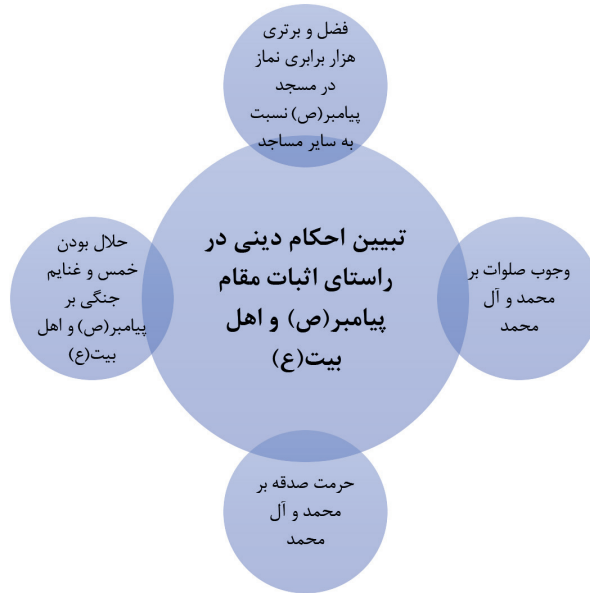 فضل و برتری
هزار برابری نماز
در مسجد
پیامبر(ص) نسبت
به سایر مساجد
تبیین احکام دینی در
راستای اثبات مقام
پیامبر(ص) و اهل
بیت(ع)
وجوب صلوات بر
محمد و آل
محمد
حرمت صدقه بر
محمد و آل
محمد
حلال بودن
خمس و غنایم
جنگی بر
پیامبر(ص) و اهل
بیت(ع)